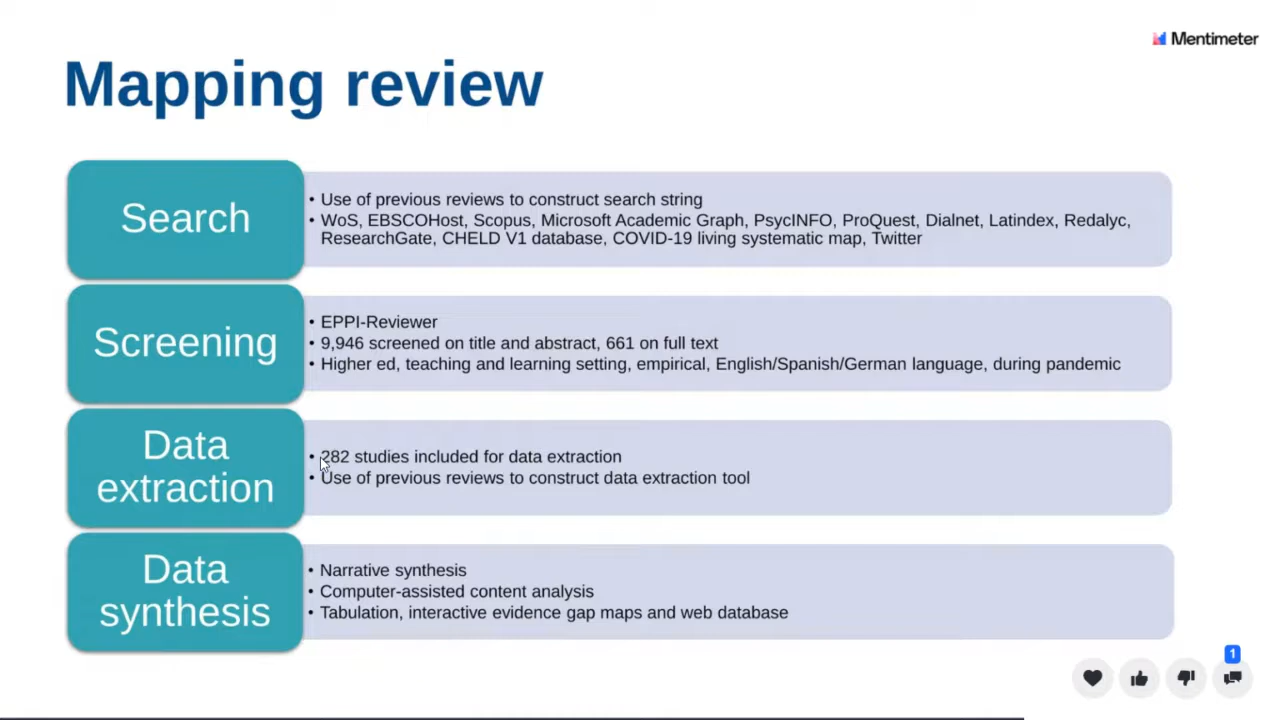 Mentimeter
Mapping review
Search
• Use of previous reviews to construct search string
• WoS, EBSCOHost, Scopus, Microsoft Academic Graph, PsycINFO, ProQuest, Dialnet, Latindex, Redalyc,
ResearchGate, CHELD V1 database, COVID-19 living systematic map, Twitter
Screening
• EPPI-Reviewer
• 9,946 screened on title and abstract, 661 on full text
• Higher ed, teaching and learning setting, empirical, English/Spanish/German language, during pandemic
Data
extraction
• 282 studies included for data extraction
• Use of previous reviews to construct data extraction tool
Data
synthesis
• Narrative synthesis
• Computer-assisted content analysis
• Tabulation, interactive evidence gap maps and web database
1